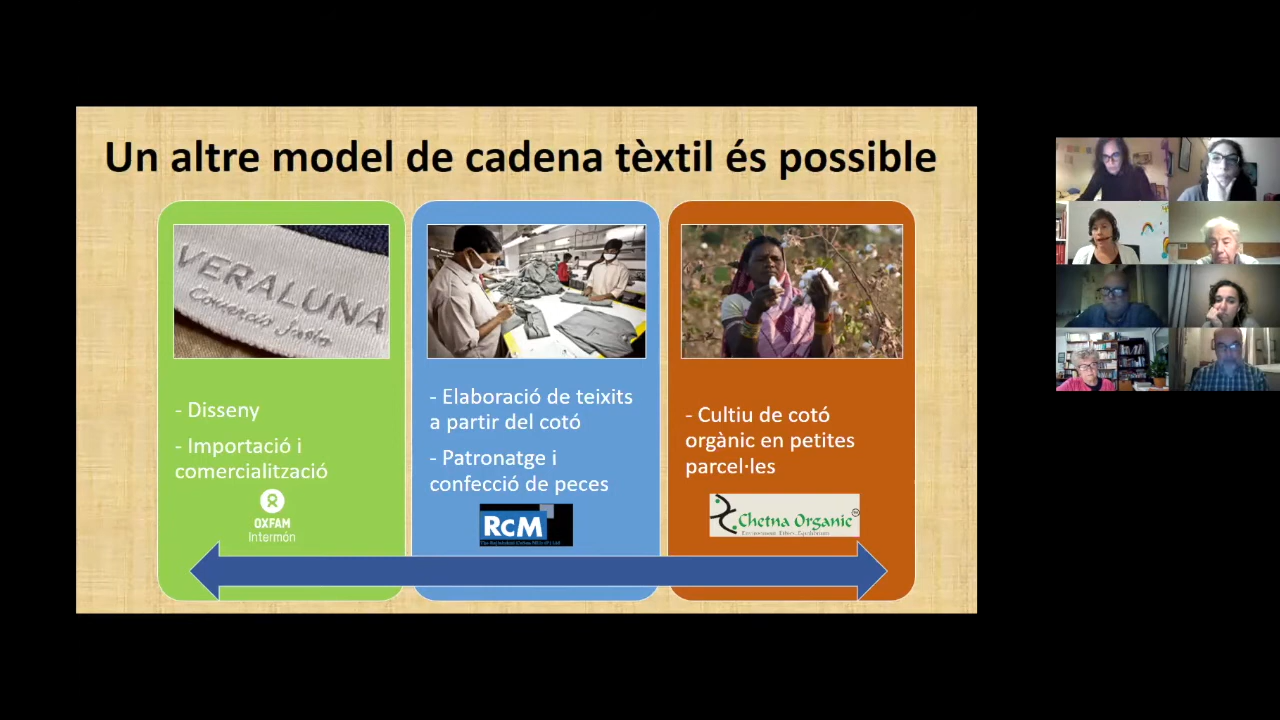 Un altre model de cadena tèxtil és possible
VERALUNA
Comercio Justo
- Disseny
- Importació i
comercialització
OXFAM
Intermón
- Elaboració de teixits
a partir del cotó
- Patronatge i
confecció de peces
RCM
- Cultiu de cotó
orgànic en petites
parcel·les
Chetna Organic